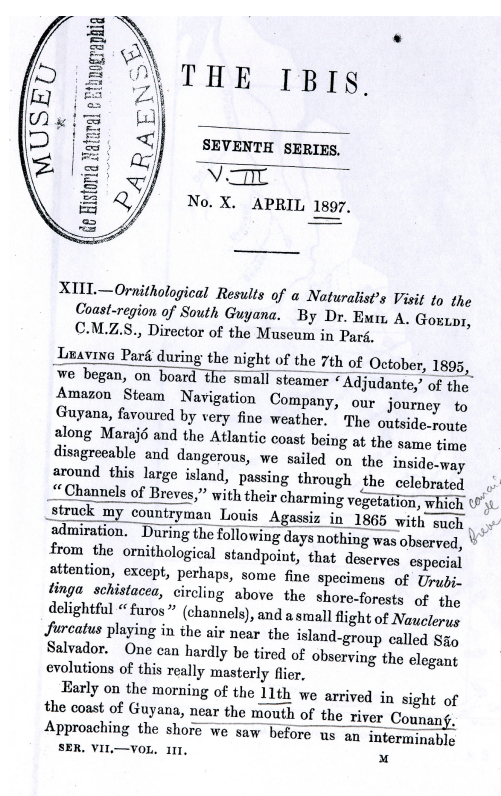 MUSEU
de Historia Natural e Ethnographia
PARAENSE
THE IBIS.
SEVENTH SERIES.
V. III
No. X. APRIL 1897.
XIII.—Ornithological Results of a Naturalist's Visit to the
Coast-region of South Guyana. By Dr. EMIL A. GOELDI,
C.M.Z.S., Director of the Museum in Pará.
LEAVING Pará during the night of the 7th of October, 1895,
we began, on board the small steamer ‘Adjudante,’ of the
Amazon Steam Navigation Company, our journey to
Guyana, favoured by very fine weather. The outside-route
along Marajó and the Atlantic coast being at the same time
disagreeable and dangerous, we sailed on the inside-way
around this large island, passing through the celebrated
“Channels of Breves,” with their charming vegetation, which
struck my countryman Louis Agassiz in 1865 with such
admiration. During the following days nothing was observed,
from the ornithological standpoint, that deserves especial
attention, except, perhaps, some fine specimens of Urubi-
tinga schistacea, circling above the shore-forests of the
delightful “furos” (channels), and a small flight of Nauclerus
furcatus playing in the air near the island-group called São
Salvador. One can hardly be tired of observing the elegant
evolutions of this really masterly flier.
Early on the morning of the 11th we arrived in sight of
the coast of Guyana, near the mouth of the river Counaný.
Approaching the shore we saw before us an interminable
SER. VII.—VOL. III.
M
de